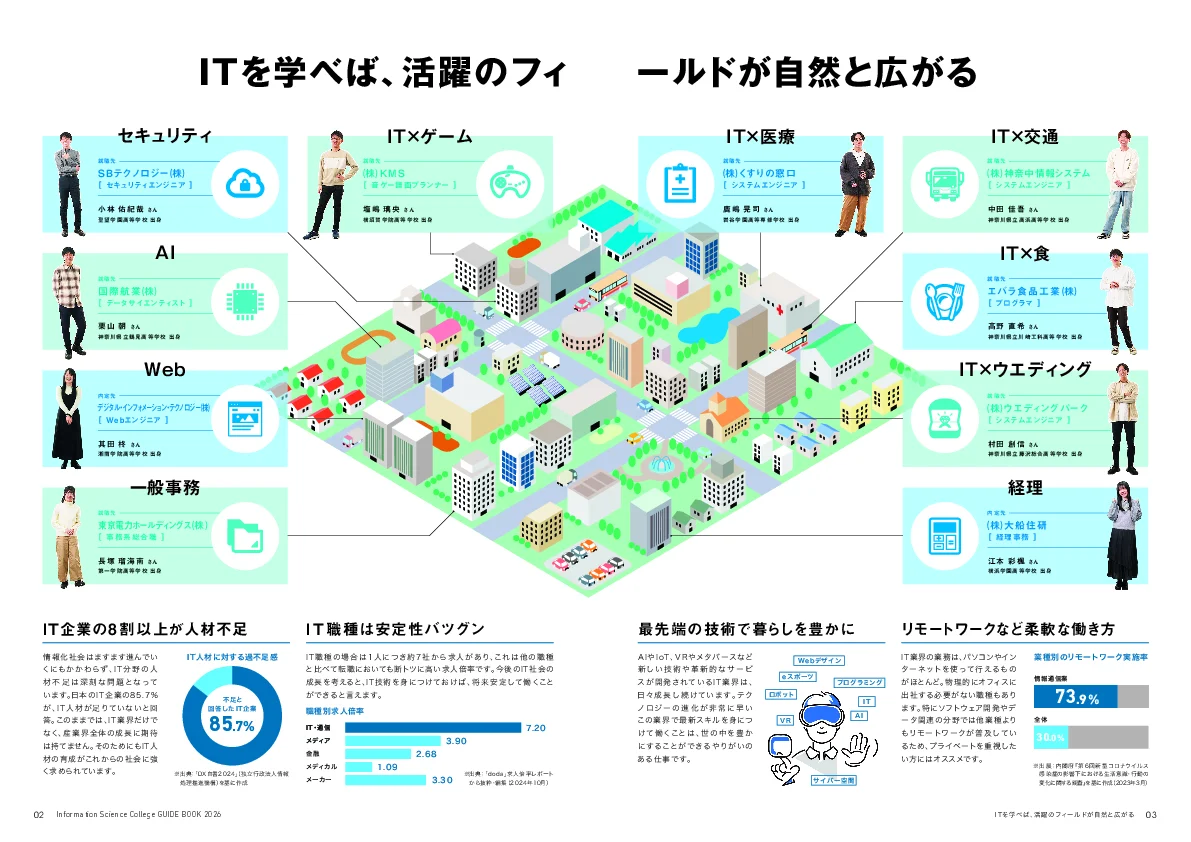 ITを学べば、活躍のフィールドが自然と広がる
セキュリティ
就職先
SBテクノロジー(株)
[ セキュリティエンジニア ]
小林 佑紀哉 さん
聖望学園高等学校 出身
IT×ゲーム
就職先
(株)KMS
[ 音ゲー譜面プランナー ]
塩嶋 璃央 さん
横須賀学院高等学校 出身
IT×医療
就職先
(株)くすりの窓口
[ システムエンジニア ]
鹿嶋 晃司 さん
岩谷学園高等専修学校 出身
IT×交通
就職先
(株)神奈中情報システム
[ システムエンジニア ]
中田 佳吾 さん
神奈川県立高浜高等学校 出身
AI
就職先
国際航業(株)
[ データサイエンティスト ]
栗山 朝 さん
神奈川県立鶴見高等学校 出身
IT×食
就職先
エバラ食品工業(株)
[ プログラマ ]
高野 直希 さん
神奈川県立川崎工科高等学校 出身
Web
内定先
デジタル・インフォメーション・テクノロジー(株)
[ Webエンジニア ]
其田 柊 さん
湘南学院高等学校 出身
IT×ウエディング
就職先
(株)ウエディングパーク
[ システムエンジニア ]
村田 創信 さん
神奈川県立藤沢総合高等学校 出身
一般事務
就職先
東京電力ホールディングス(株)
[ 事務系総合職 ]
長塚 瑠海南 さん
第一学院高等学校 出身
経理
内定先
(株)大船住研
[ 経理事務 ]
江本 彩楓 さん
横浜学園高等学校 出身
IT企業の8割以上が人材不足
情報化社会はますます進んでい
くにもかかわらず、IT分野の人
材不足は深刻な問題となって
います。日本のIT企業の85.7%
が、IT人材が足りていないと回
答。このままでは、IT業界だけで
なく、産業界全体の成長に期待
は持てません。そのためにもIT人
材の育成がこれからの社会に強
く求められています。
IT人材に対する過不足感
不足と
回答したIT企業
85.7%
※出典:「DX白書2024」(独立行政法人情報
処理推進機構)を基に作成
IT職種は安定性バツグン
IT職種の場合は1人につき約7社から求人があり、これは他の職種
と比べて転職においても断トツに高い求人倍率です。今後のIT社会の
成長を考えると、IT技術を身につけておけば、将来安定して働くこと
ができると言えます。
職種別求人倍率
IT・通信 7.20
メディア 3.90
金融 2.68
メディカル 1.09
メーカー 3.30
※出典:「doda」求人倍率レポート
から抜粋・編集(2024年10月)
最先端の技術で暮らしを豊かに
AIやIoT、VRやメタバースなど
新しい技術や革新的なサービ
スが開発されているIT業界は、
日々成長し続けています。テク
ノロジーの進化が非常に早い
この業界で最新スキルを身につ
けて働くことは、世の中を豊か
にすることができるやりがいの
ある仕事です。
Webデザイン
eスポーツ
プログラミング
ロボット
IT
AI
VR
サイバー空間
リモートワークなど柔軟な働き方
IT業界の業務は、パソコンやイン
ターネットを使って行えるもの
がほとんど。物理的にオフィスに
出社する必要がない職種もあり
ます。特にソフトウェア開発やデ
ータ関連の分野では他業種より
もリモートワークが普及してい
るため、プライベートを重視した
い方にはオススメです。
業種別のリモートワーク実施率
情報通信業
73.9%
全体
30.0%
※出展:内閣府『第6回新型コロナウイルス
感染症の影響下における生活意識・行動の
変化に関する調査』を基に作成(2023年3月)
02 Information Science College GUIDE BOOK 2026
ITを学べば、活躍のフィールドが自然と広がる 03